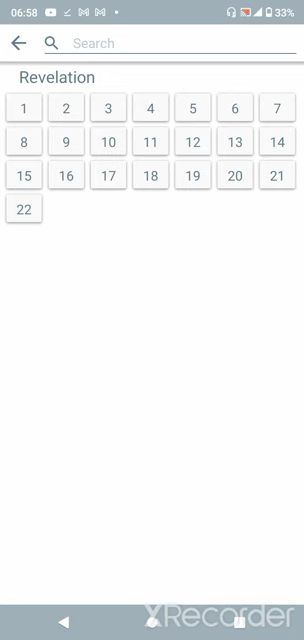 06:58 33%
Search
Revelation
1 2 3 4 5 6 7
8 9 10 11 12 13 14
15 16 17 18 19 20 21
22
XRecorder